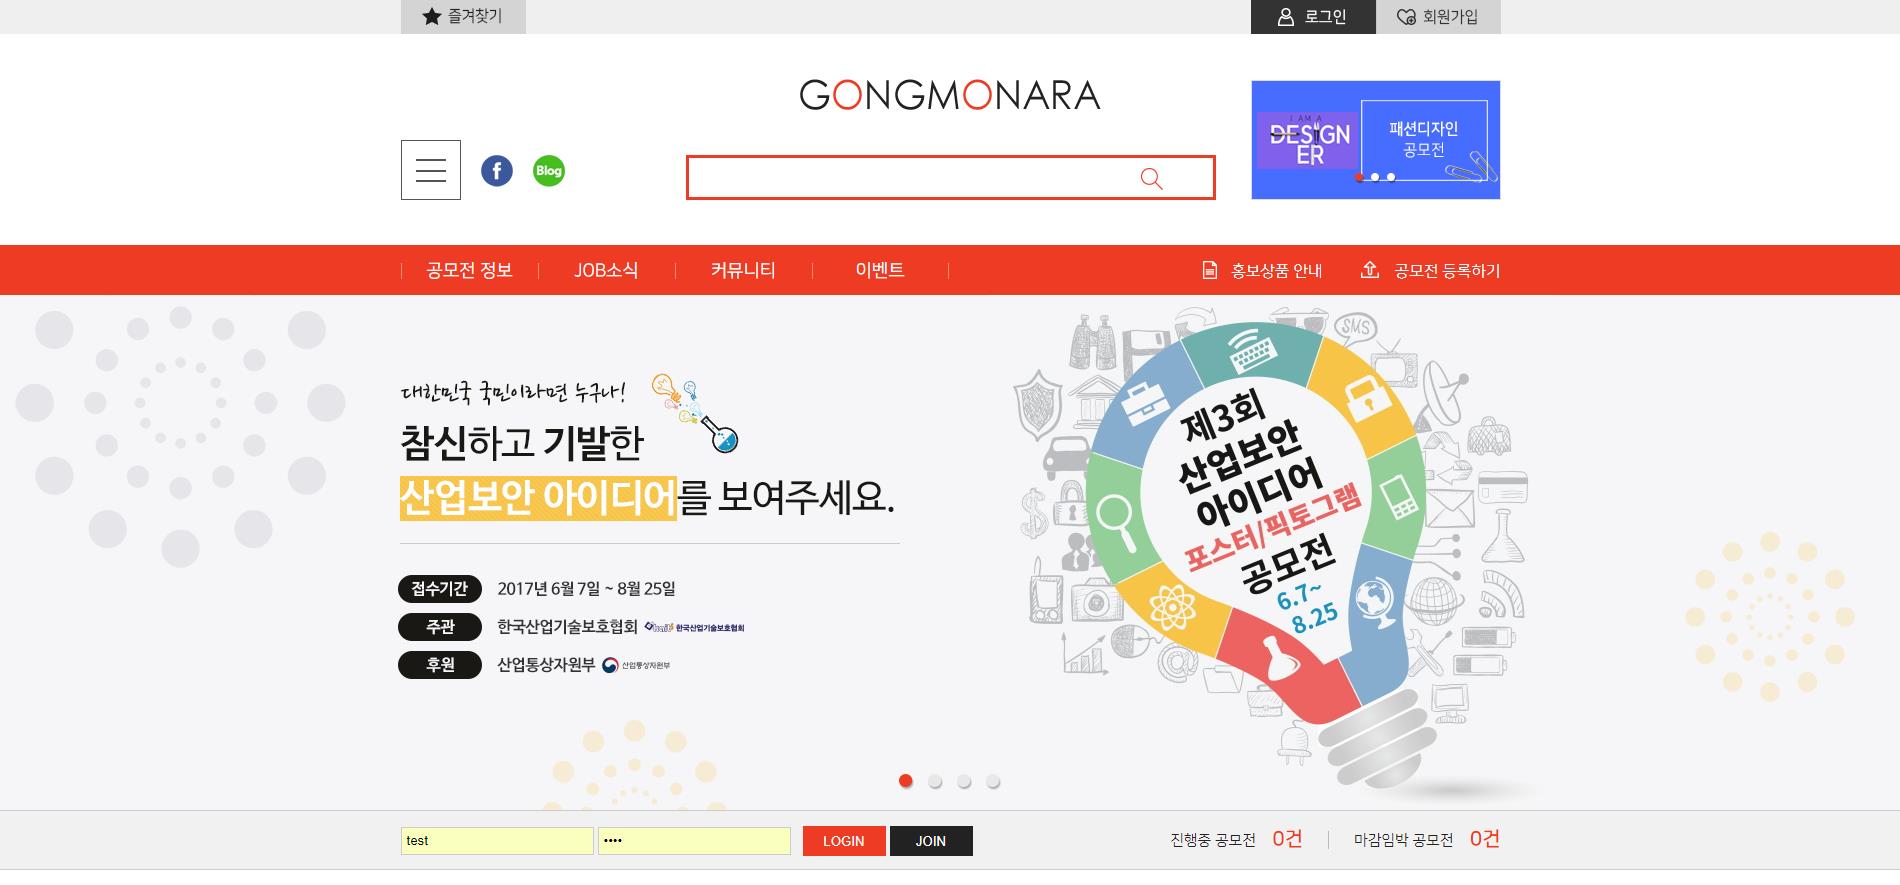 즐겨찾기
로그인
회원가입
GONGMONARA
I AM A
DESIGN
ER
패션디자인
공모전
f
Blog
공모전 정보
JOB소식
커뮤니티
이벤트
홍보상품 안내
공모전 등록하기
대한민국 국민이라면 누구나!
참신하고 기발한
산업보안 아이디어를 보여주세요.
접수기간 2017년 6월 7일 ~ 8월 25일
주관 한국산업기술보호협회 한국산업기술보호협회
후원 산업통상자원부 산업통상자원부
SMS
제3회
산업보안
아이디어
포스터/픽토그램
공모전
6.7~
8.25
test
LOGIN
JOIN
진행중 공모전 0건
마감임박 공모전 0건